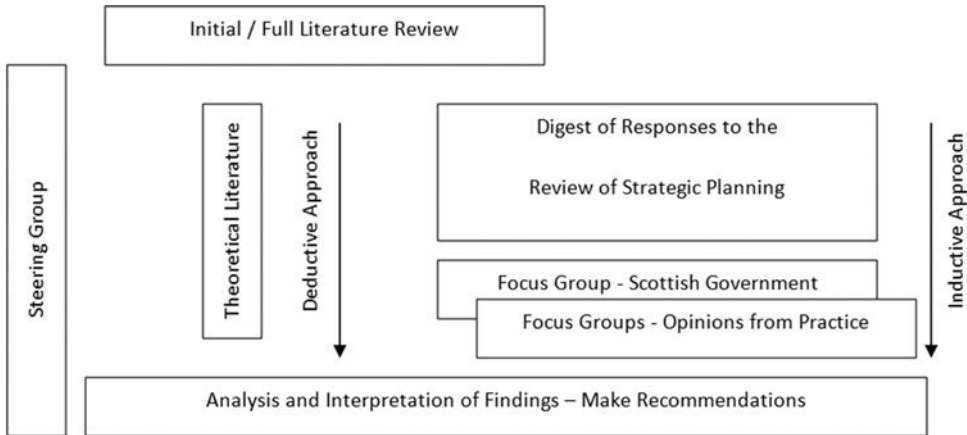 Initial / Full Literature Review
Steering Group
Theoretical Literature
Deductive Approach
Digest of Responses to the
Review of Strategic Planning
Focus Group - Scottish Government
Focus Groups - Opinions from Practice
Inductive Approach
Analysis and Interpretation of Findings – Make Recommendations